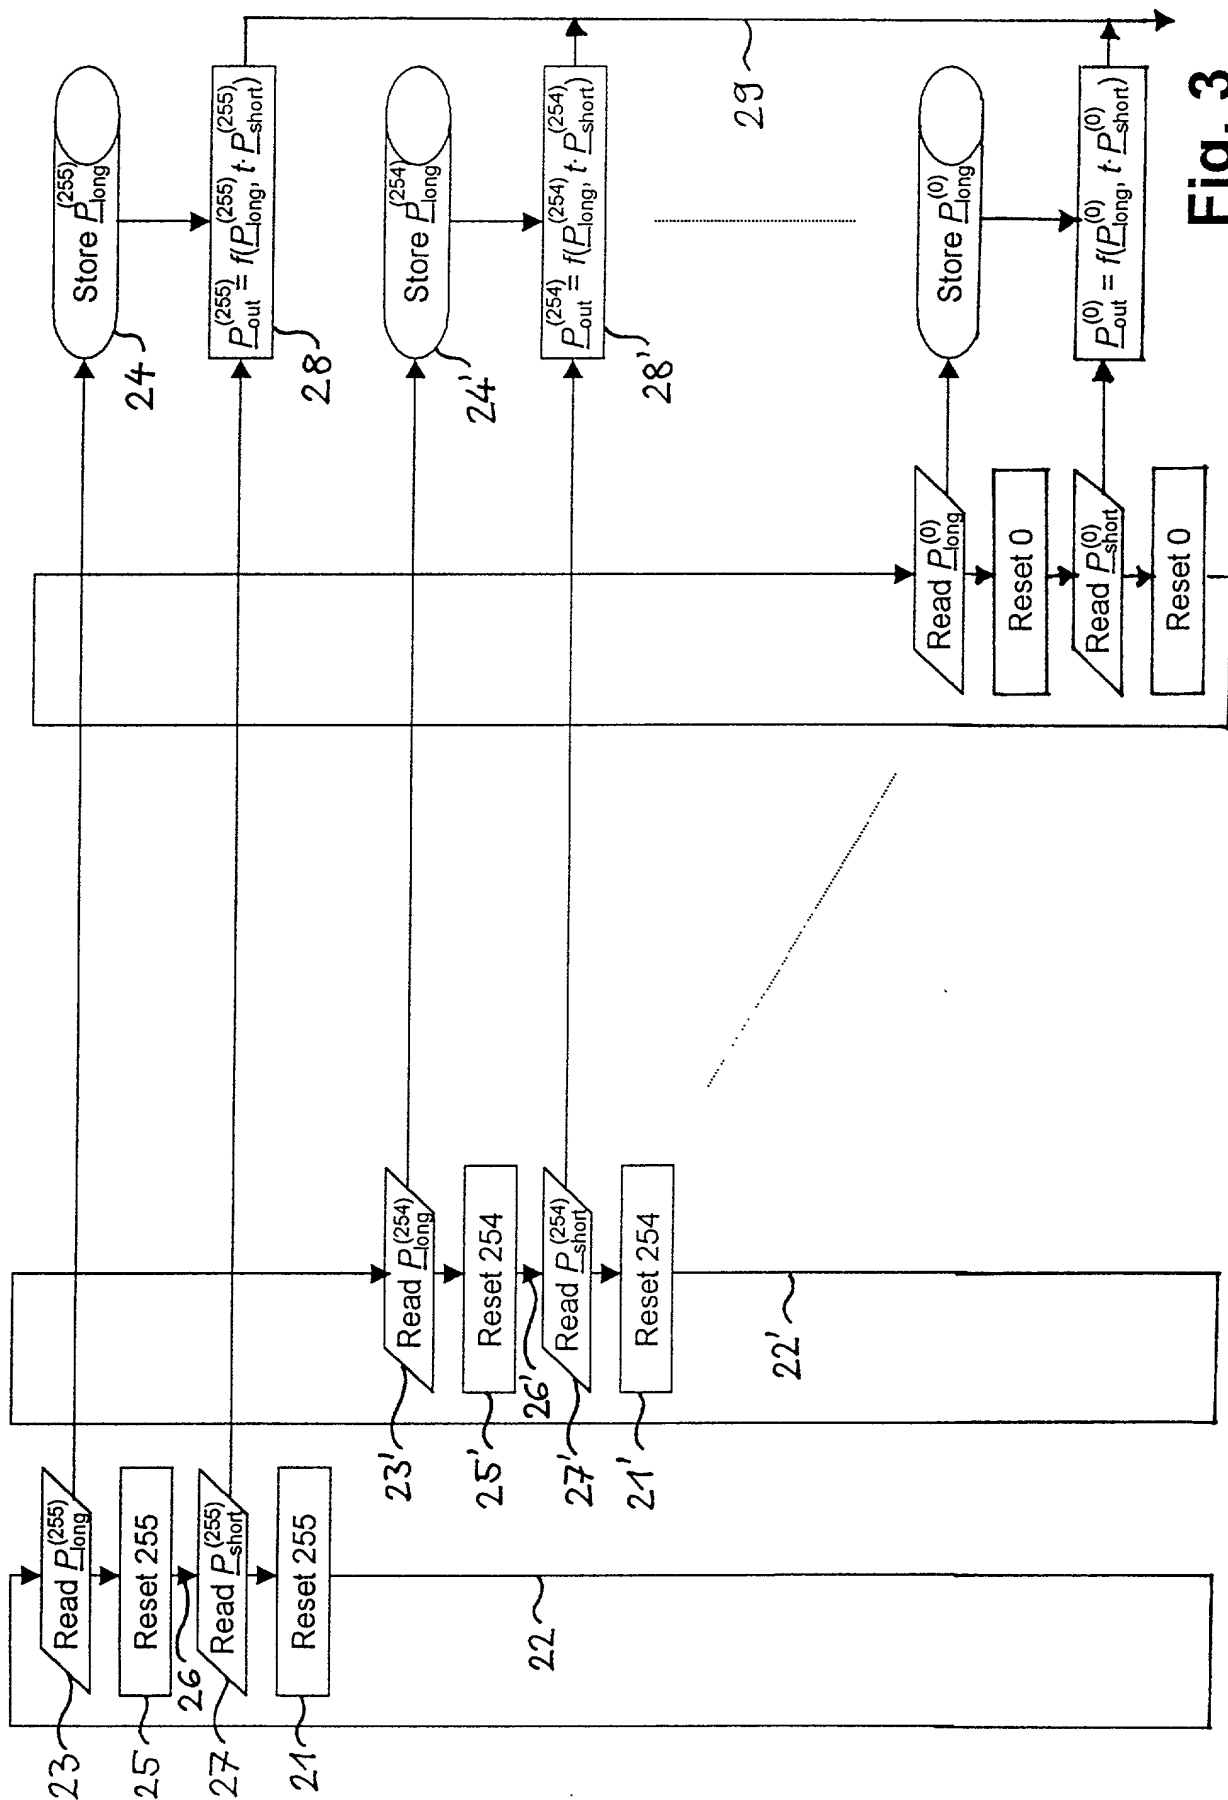 23
Read P_long^(255)
25
Reset 255
26
27
Read P_short^(255)
21
Reset 255
22
23'
Read P_long^(254)
25'
Reset 254
26'
27'
Read P_short^(254)
21'
Reset 254
22'
Read P_long^(0)
Reset 0
Read P_short^(0)
Reset 0
Store P_long^(255)
24
P_out^(255) = f(P_long^(255), t· P_short^(255))
28
Store P_long^(254)
24'
P_out^(254) = f(P_long^(254), t· P_short^(254))
28'
29
Store P_long^(0)
P_out^(0) = f(P_long^(0), t· P_short^(0))
Fig. 3